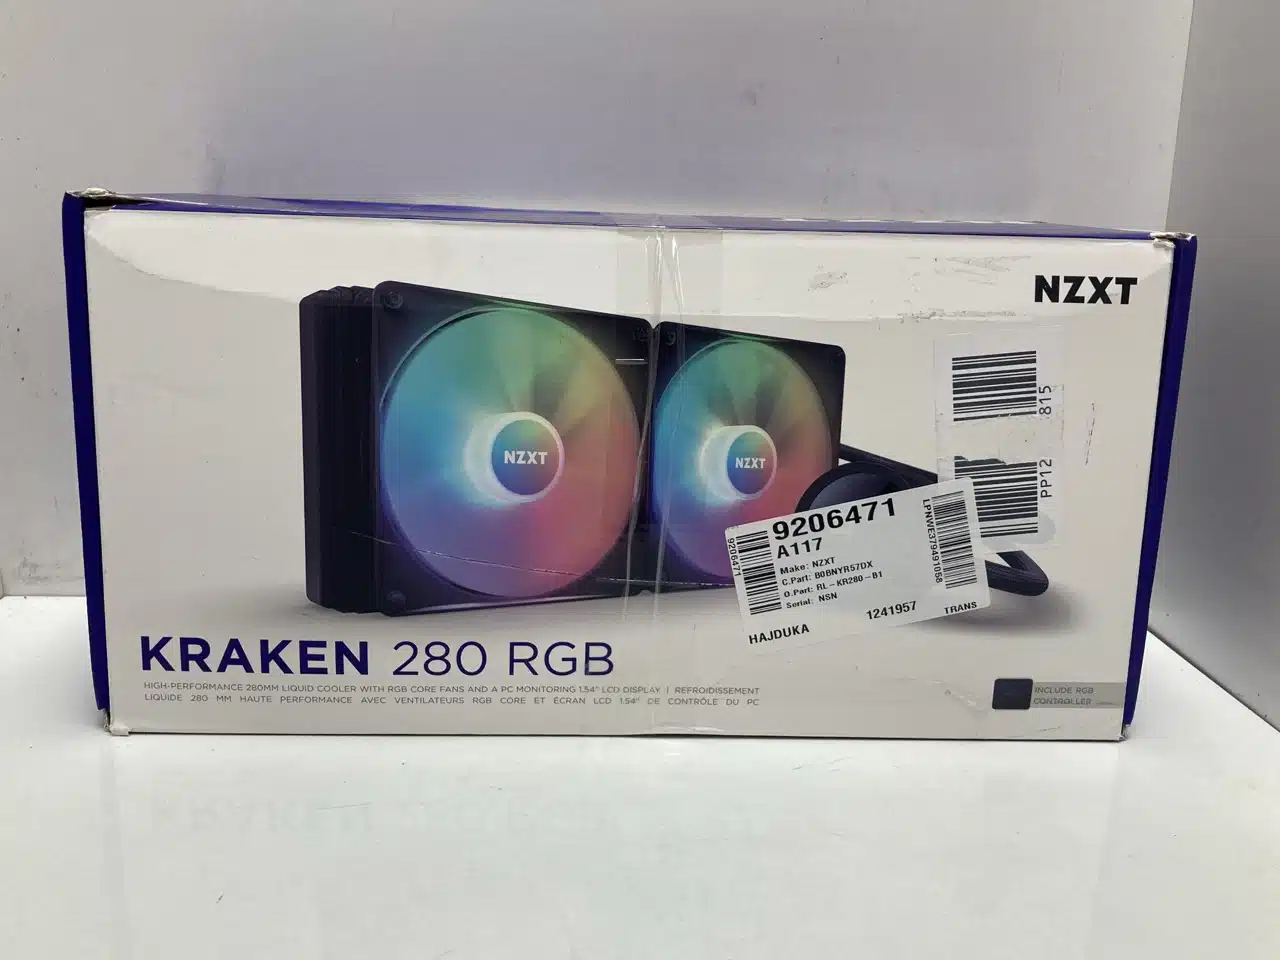 NZXT
NZXT
NZXT
815
PP12
9206471
A117
Make: NZXT
C.Part: B0BNYR57DX
O.Part: RL-KR280-B1
Serial: NSN
HAJDUKA
1241957
TRANS
9206471
LPNWE379491058
KRAKEN 280 RGB
HIGH-PERFORMANCE 280MM LIQUID COOLER WITH RGB CORE FANS AND A PC MONITORING 1.54" LCD DISPLAY | REFROIDISSEMENT
LIQUIDE 280 MM HAUTE PERFORMANCE AVEC VENTILATEURS RGB CORE ET ÉCRAN LCD 1.54" DE CONTRÔLE DU PC
INCLUDE RGB
CONTROLLER